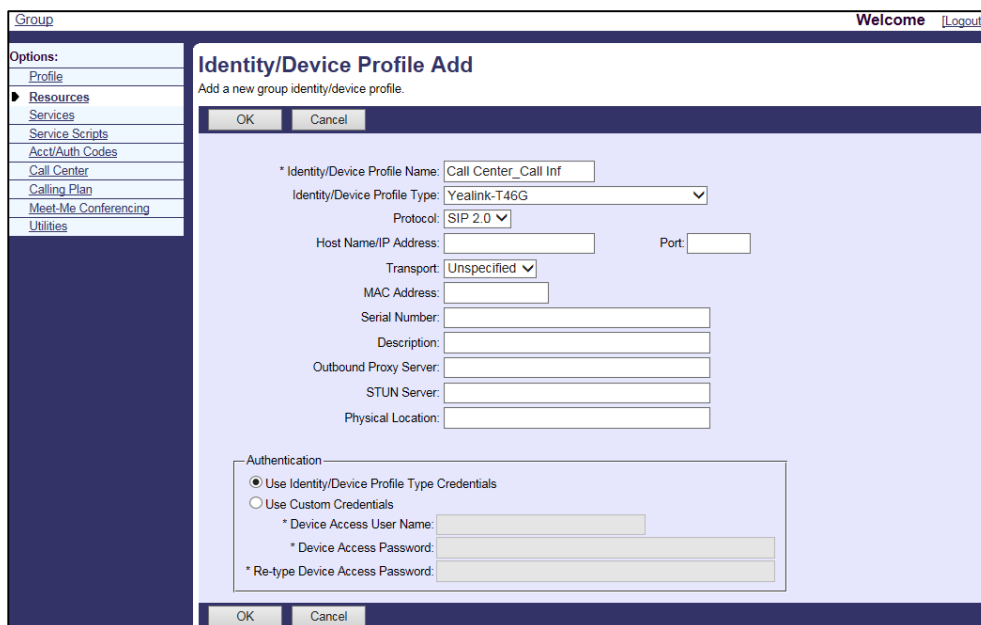 Group Welcome [Logout
Options:
Profile
Resources
Services
Service Scripts
Acct/Auth Codes
Call Center
Calling Plan
Meet-Me Conferencing
Utilities
Identity/Device Profile Add
Add a new group identity/device profile.
OK Cancel
* Identity/Device Profile Name: Call Center_Call Inf
Identity/Device Profile Type: Yealink-T46G
Protocol: SIP 2.0
Host Name/IP Address: Port:
Transport: Unspecified
MAC Address:
Serial Number:
Description:
Outbound Proxy Server:
STUN Server:
Physical Location:
Authentication
Use Identity/Device Profile Type Credentials
Use Custom Credentials
* Device Access User Name:
* Device Access Password:
* Re-type Device Access Password:
OK Cancel